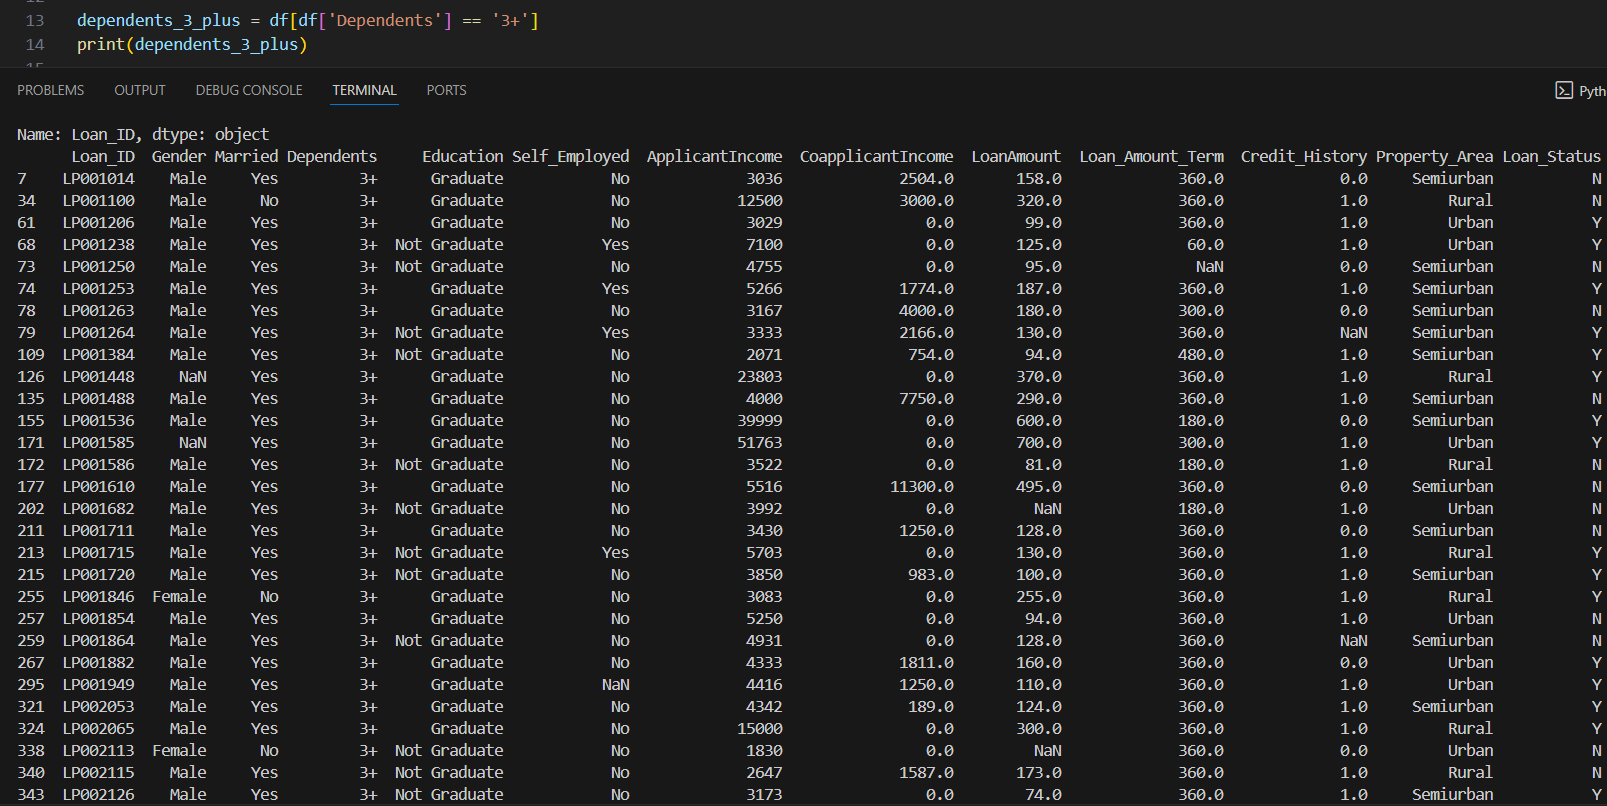 13 dependents_3_plus = df[df['Dependents'] == '3+']
14 print(dependents_3_plus)
PROBLEMS OUTPUT DEBUG CONSOLE TERMINAL PORTS
Name: Loan_ID, dtype: object
Loan_ID Gender Married Dependents Education Self_Employed ApplicantIncome CoapplicantIncome LoanAmount Loan_Amount_Term Credit_History Property_Area Loan_Status
7 LP001014 Male Yes 3+ Graduate No 3036 2504.0 158.0 360.0 0.0 Semiurban N
34 LP001100 Male No 3+ Graduate No 12500 3000.0 320.0 360.0 1.0 Rural N
61 LP001206 Male Yes 3+ Graduate No 3029 0.0 99.0 360.0 1.0 Urban Y
68 LP001238 Male Yes 3+ Not Graduate Yes 7100 0.0 125.0 60.0 1.0 Urban Y
73 LP001250 Male Yes 3+ Not Graduate No 4755 0.0 95.0 NaN 0.0 Semiurban N
74 LP001253 Male Yes 3+ Graduate Yes 5266 1774.0 187.0 360.0 1.0 Semiurban Y
78 LP001263 Male Yes 3+ Graduate No 3167 4000.0 180.0 300.0 0.0 Semiurban N
79 LP001264 Male Yes 3+ Not Graduate Yes 3333 2166.0 130.0 360.0 NaN Semiurban Y
109 LP001384 Male Yes 3+ Not Graduate No 2071 754.0 94.0 480.0 1.0 Semiurban Y
126 LP001448 NaN Yes 3+ Graduate No 23803 0.0 370.0 360.0 1.0 Rural Y
135 LP001488 Male Yes 3+ Graduate No 4000 7750.0 290.0 360.0 1.0 Semiurban N
155 LP001536 Male Yes 3+ Graduate No 39999 0.0 600.0 180.0 0.0 Semiurban Y
171 LP001585 NaN Yes 3+ Graduate No 51763 0.0 700.0 300.0 1.0 Urban Y
172 LP001586 Male Yes 3+ Not Graduate No 3522 0.0 81.0 180.0 1.0 Rural N
177 LP001610 Male Yes 3+ Graduate No 5516 11300.0 495.0 360.0 0.0 Semiurban N
202 LP001682 Male Yes 3+ Not Graduate No 3992 0.0 NaN 180.0 1.0 Urban N
211 LP001711 Male Yes 3+ Graduate No 3430 1250.0 128.0 360.0 0.0 Semiurban N
213 LP001715 Male Yes 3+ Not Graduate Yes 5703 0.0 130.0 360.0 1.0 Rural Y
215 LP001720 Male Yes 3+ Not Graduate No 3850 983.0 100.0 360.0 1.0 Semiurban Y
255 LP001846 Female No 3+ Graduate No 3083 0.0 255.0 360.0 1.0 Rural Y
257 LP001854 Male Yes 3+ Graduate No 5250 0.0 94.0 360.0 1.0 Urban N
259 LP001864 Male Yes 3+ Not Graduate No 4931 0.0 128.0 360.0 NaN Semiurban N
267 LP001882 Male Yes 3+ Graduate No 4333 1811.0 160.0 360.0 0.0 Urban Y
295 LP001949 Male Yes 3+ Graduate NaN 4416 1250.0 110.0 360.0 1.0 Urban Y
321 LP002053 Male Yes 3+ Graduate No 4342 189.0 124.0 360.0 1.0 Semiurban Y
324 LP002065 Male Yes 3+ Graduate No 15000 0.0 300.0 360.0 1.0 Rural Y
338 LP002113 Female No 3+ Not Graduate No 1830 0.0 NaN 360.0 0.0 Urban N
340 LP002115 Male Yes 3+ Not Graduate No 2647 1587.0 173.0 360.0 1.0 Rural N
343 LP002126 Male Yes 3+ Not Graduate No 3173 0.0 74.0 360.0 1.0 Semiurban Y